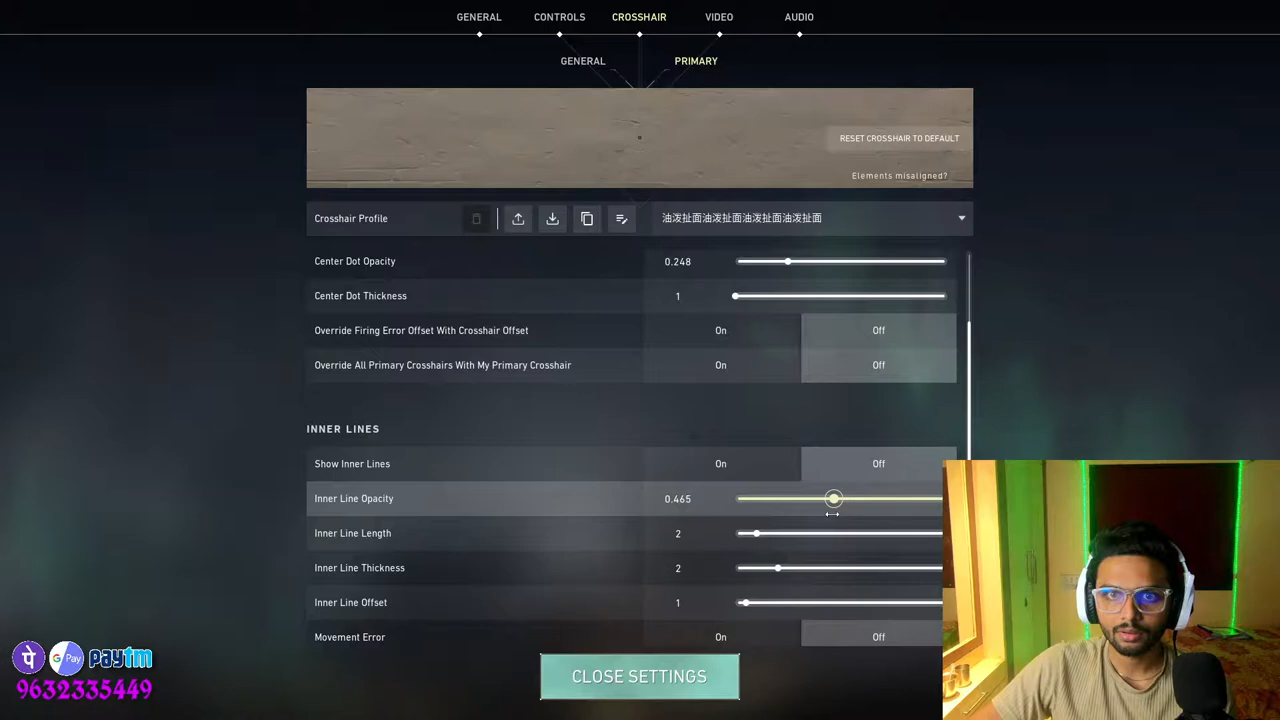 GENERAL CONTROLS CROSSHAIR VIDEO AUDIO
GENERAL PRIMARY
RESET CROSSHAIR TO DEFAULT
Elements misaligned?
Crosshair Profile 油泼扯面油泼扯面油泼扯面油泼扯面
Center Dot Opacity 0.248
Center Dot Thickness 1
Override Firing Error Offset With Crosshair Offset On Off
Override All Primary Crosshairs With My Primary Crosshair On Off
INNER LINES
Show Inner Lines On Off
Inner Line Opacity 0.465
Inner Line Length 2
Inner Line Thickness 2
Inner Line Offset 1
Movement Error On Off
CLOSE SETTINGS
पे G Pay paytm
9632335449